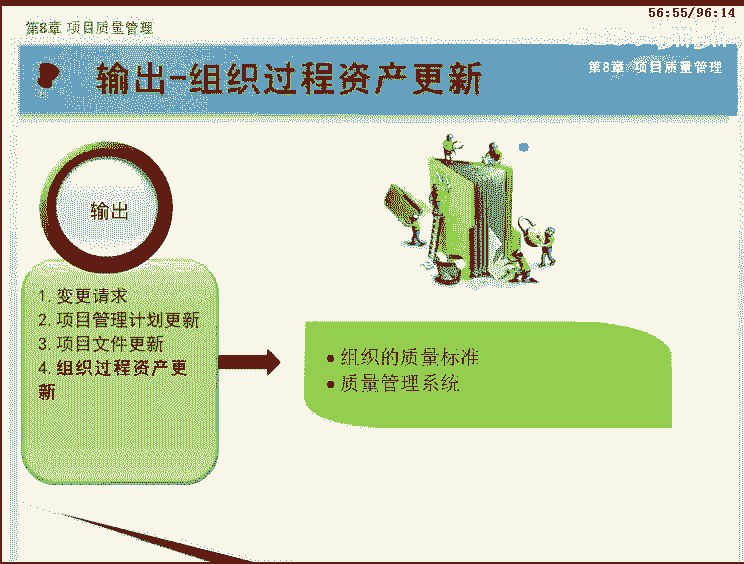 56:55/96:14
第8章 项目质量管理
输出-组织过程资产更新
第8章 项目质量管理
输出
1. 变更请求
2. 项目管理计划更新
3. 项目文件更新
4. 组织过程资产更
新
● 组织的质量标准
● 质量管理系统